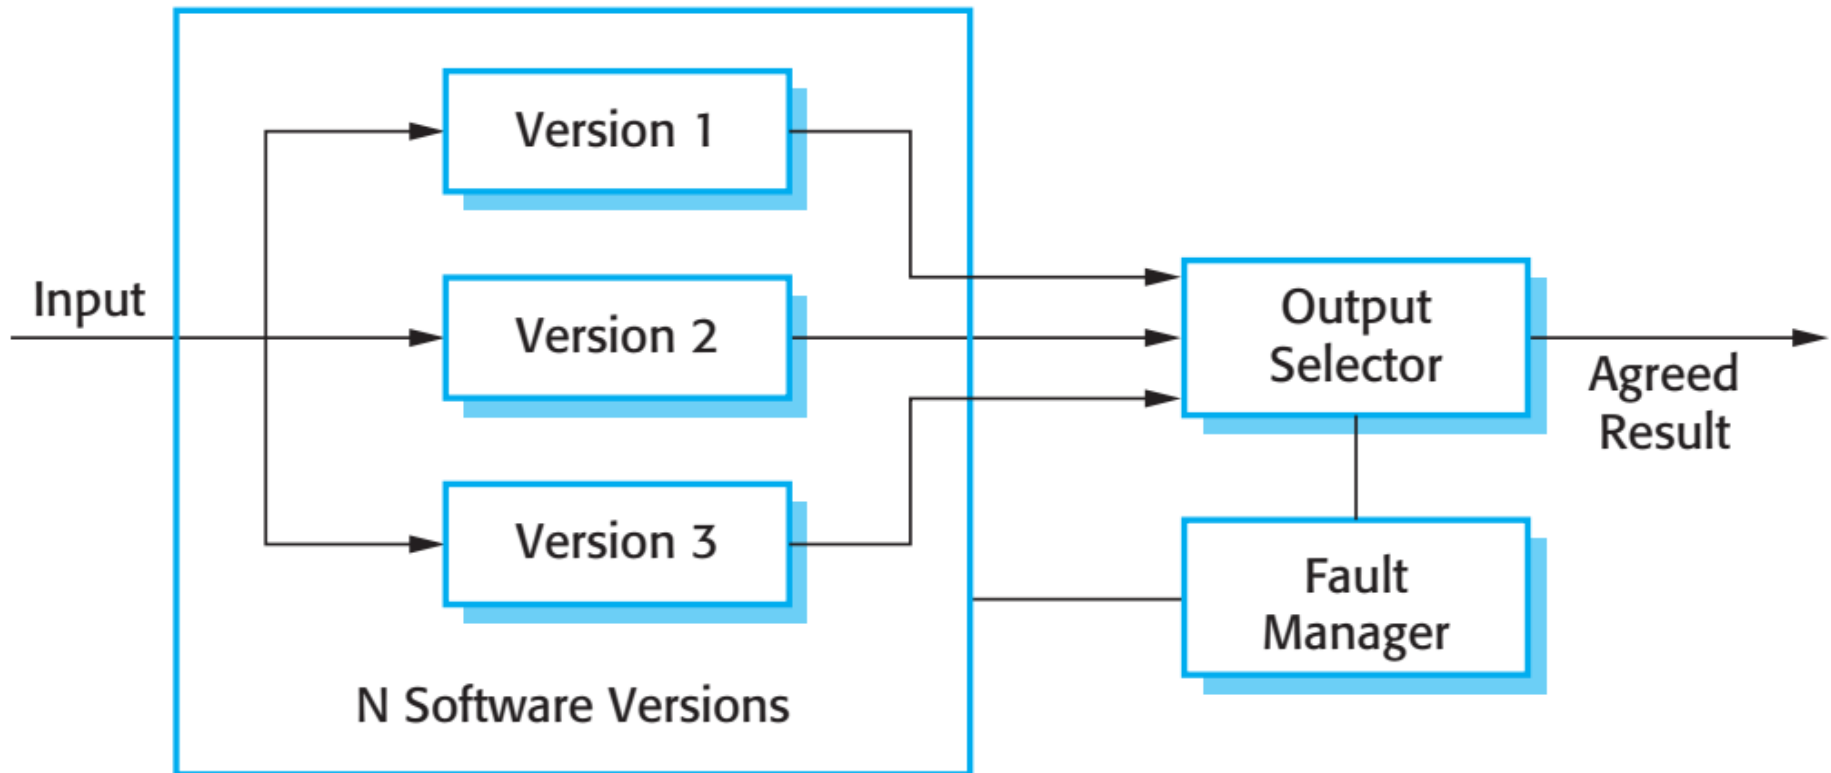 Input
Version 1
Version 2
Version 3
N Software Versions
Output
Selector
Agreed
Result
Fault
Manager